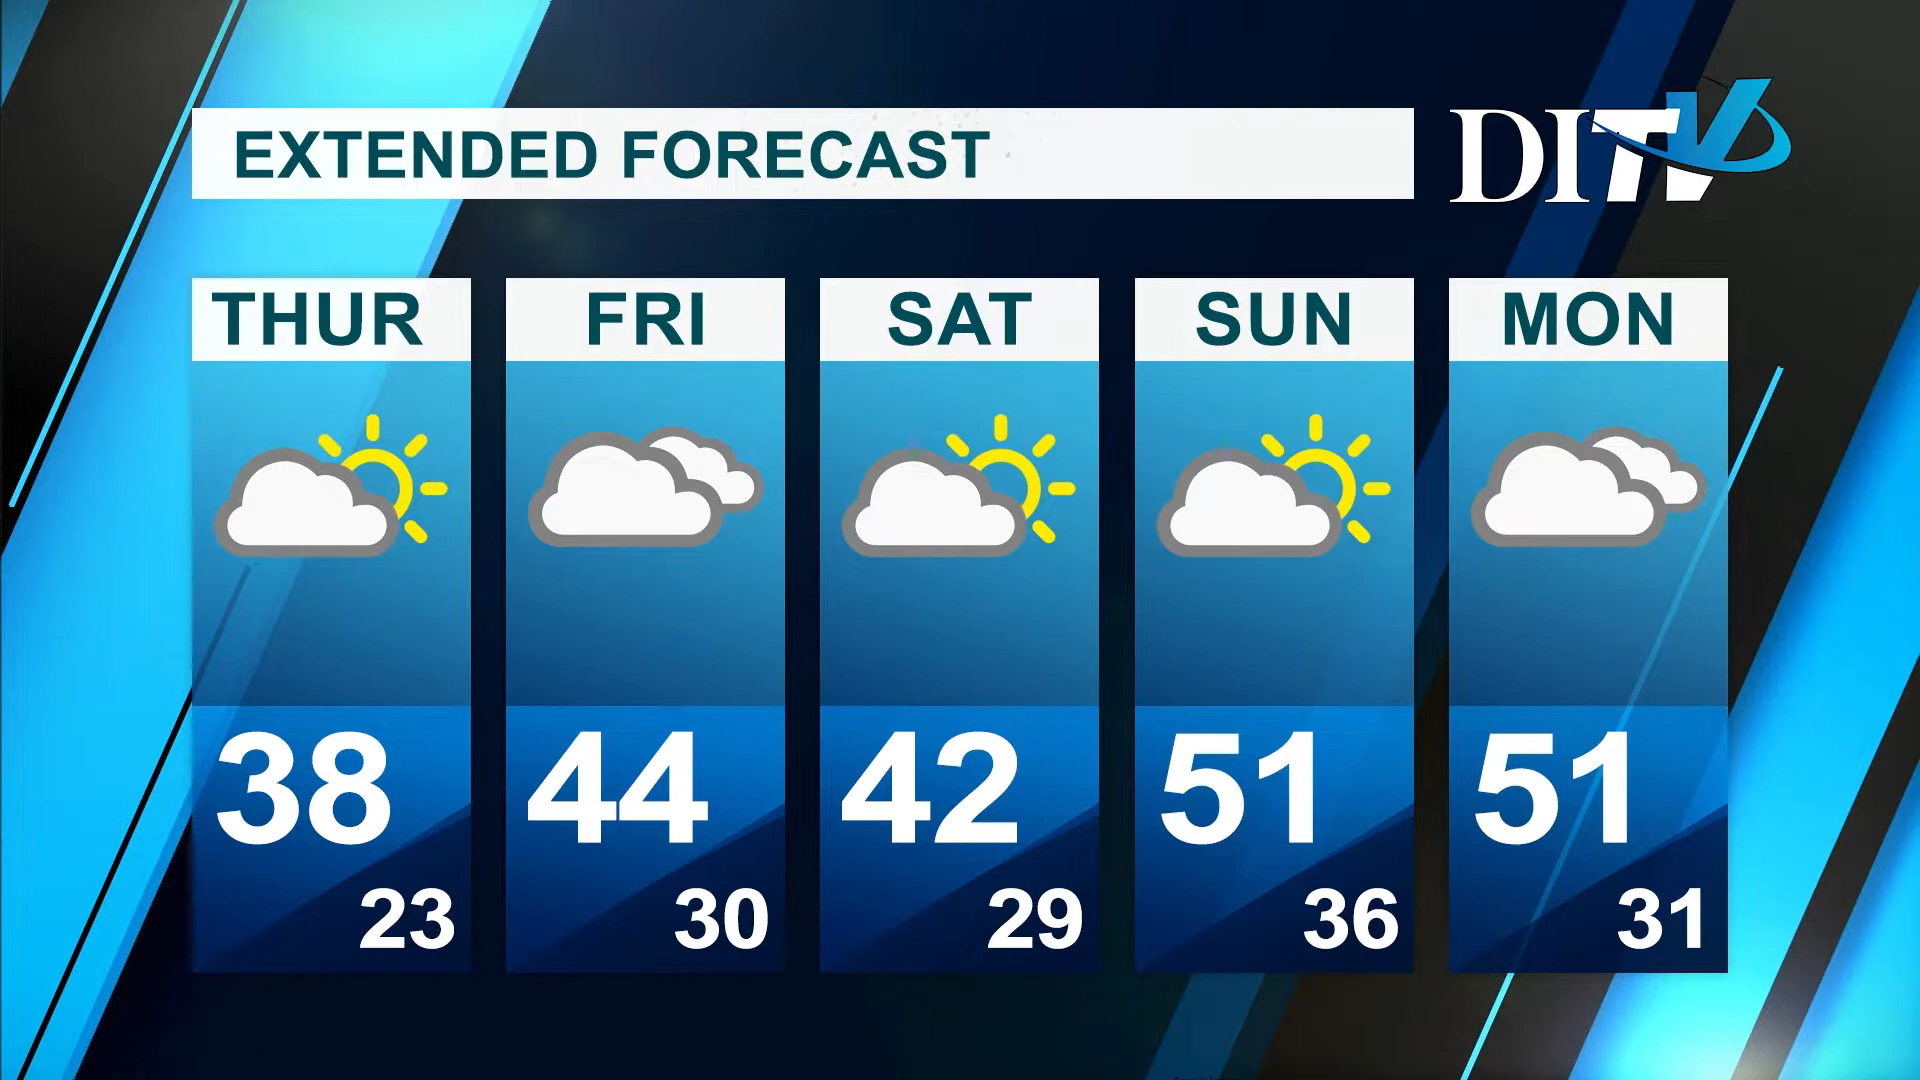 EXTENDED FORECAST
DITV
THUR
FRI
SAT
SUN
MON
38
44
42
51
51
23
30
29
36
31